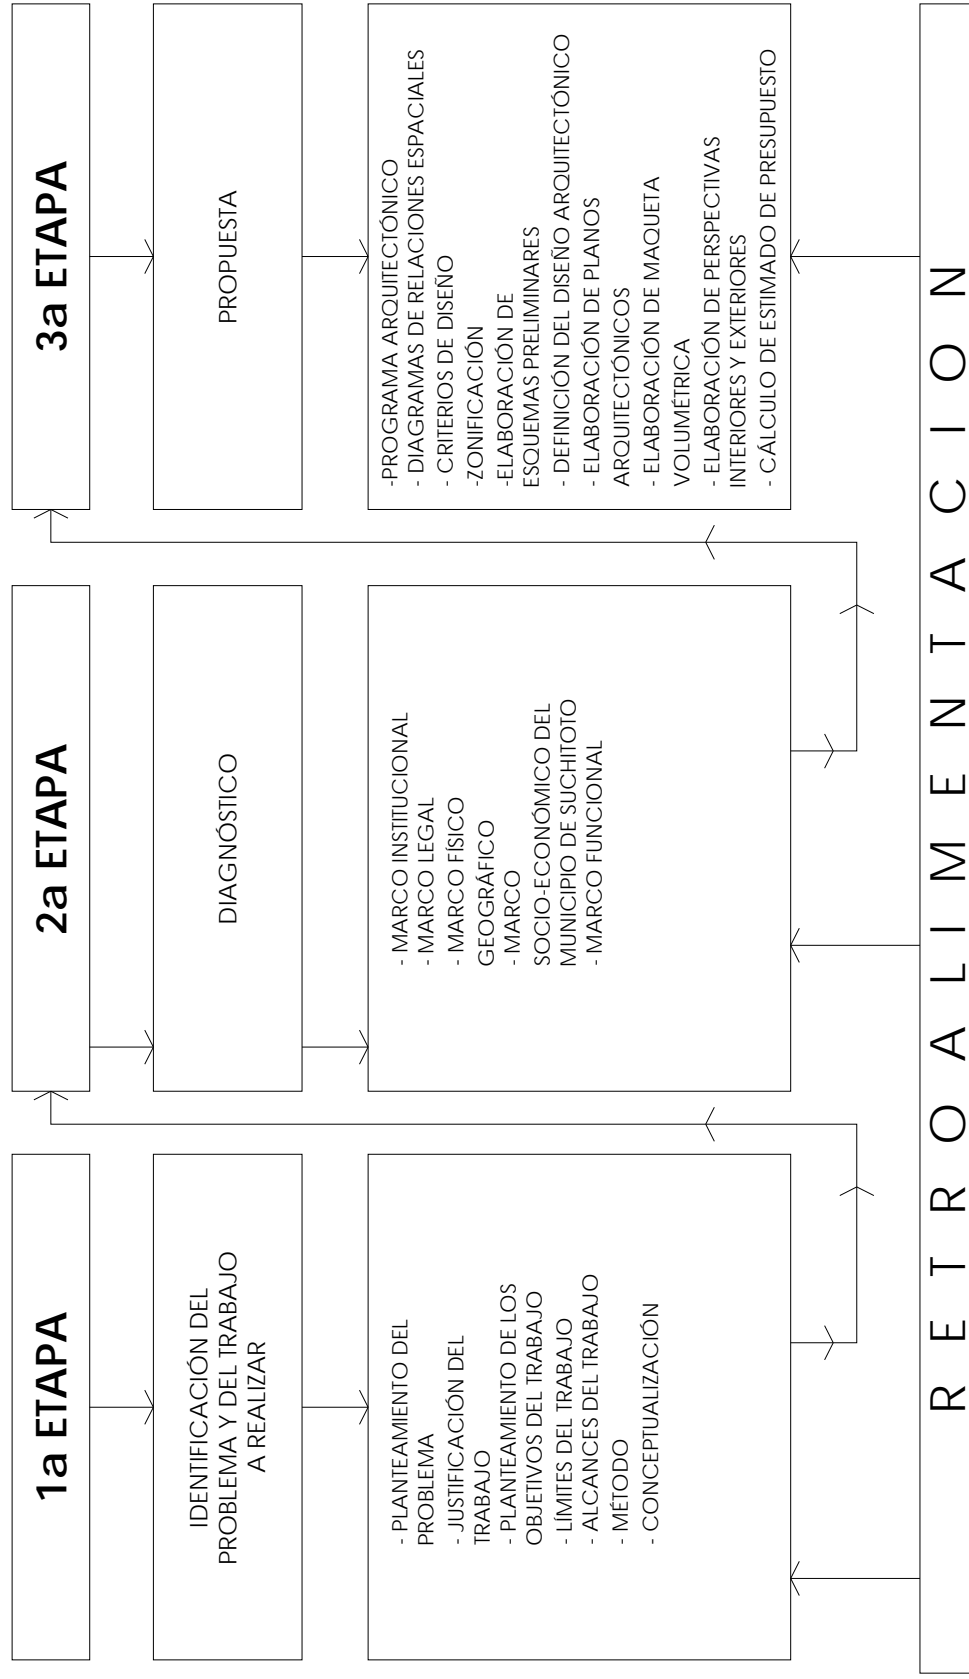 1a ETAPA
IDENTIFICACIÓN DEL
PROBLEMA Y DEL TRABAJO
A REALIZAR
- PLANTEAMIENTO DEL
PROBLEMA
- JUSTIFICACIÓN DEL
TRABAJO
- PLANTEAMIENTO DE LOS
OBJETIVOS DEL TRABAJO
- LÍMITES DEL TRABAJO
- ALCANCES DEL TRABAJO
- MÉTODO
- CONCEPTUALIZACIÓN
2a ETAPA
DIAGNÓSTICO
- MARCO INSTITUCIONAL
- MARCO LEGAL
- MARCO FÍSICO
GEOGRÁFICO
- MARCO
SOCIO-ECONÓMICO DEL
MUNICIPIO DE SUCHITOTO
- MARCO FUNCIONAL
3a ETAPA
PROPUESTA
-PROGRAMA ARQUITECTÓNICO
- DIAGRAMAS DE RELACIONES ESPACIALES
- CRITERIOS DE DISEÑO
-ZONIFICACIÓN
-ELABORACIÓN DE
ESQUEMAS PRELIMINARES
- DEFINICIÓN DEL DISEÑO ARQUITECTÓNICO
- ELABORACIÓN DE PLANOS
ARQUITECTÓNICOS
- ELABORACIÓN DE MAQUETA
VOLUMÉTRICA
- ELABORACIÓN DE PERSPECTIVAS
INTERIORES Y EXTERIORES
- CÁLCULO DE ESTIMADO DE PRESUPUESTO
R E T R O A L I M E N T A C I O N